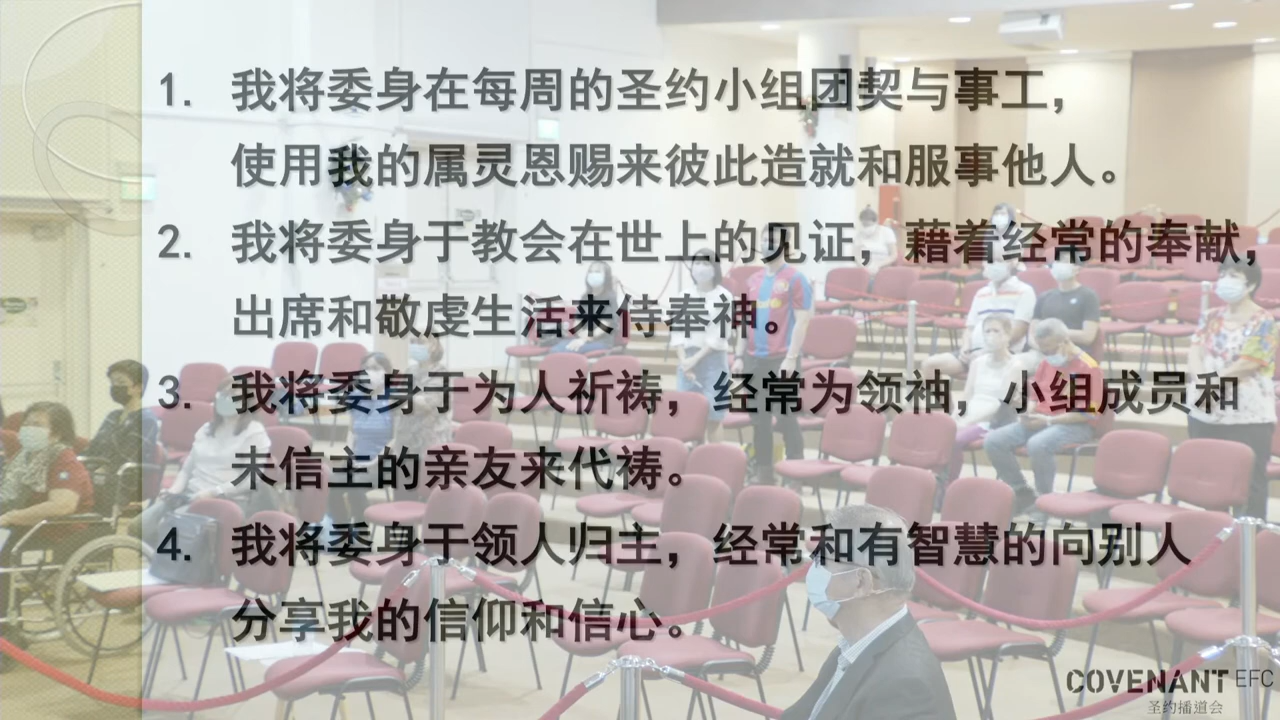 1. 我将委身在每周的圣约小组团契与事工，
使用我的属灵恩赐来彼此造就和服事他人。
2. 我将委身于教会在世上的见证，藉着经常的奉献，
出席和敬虔生活来侍奉神。
3. 我将委身于为人祈祷，经常为领袖，小组成员和
未信主的亲友来代祷。
4. 我将委身于领人归主，经常和有智慧的向别人
分享我的信仰和信心。
COVENANT EFC
圣约播道会